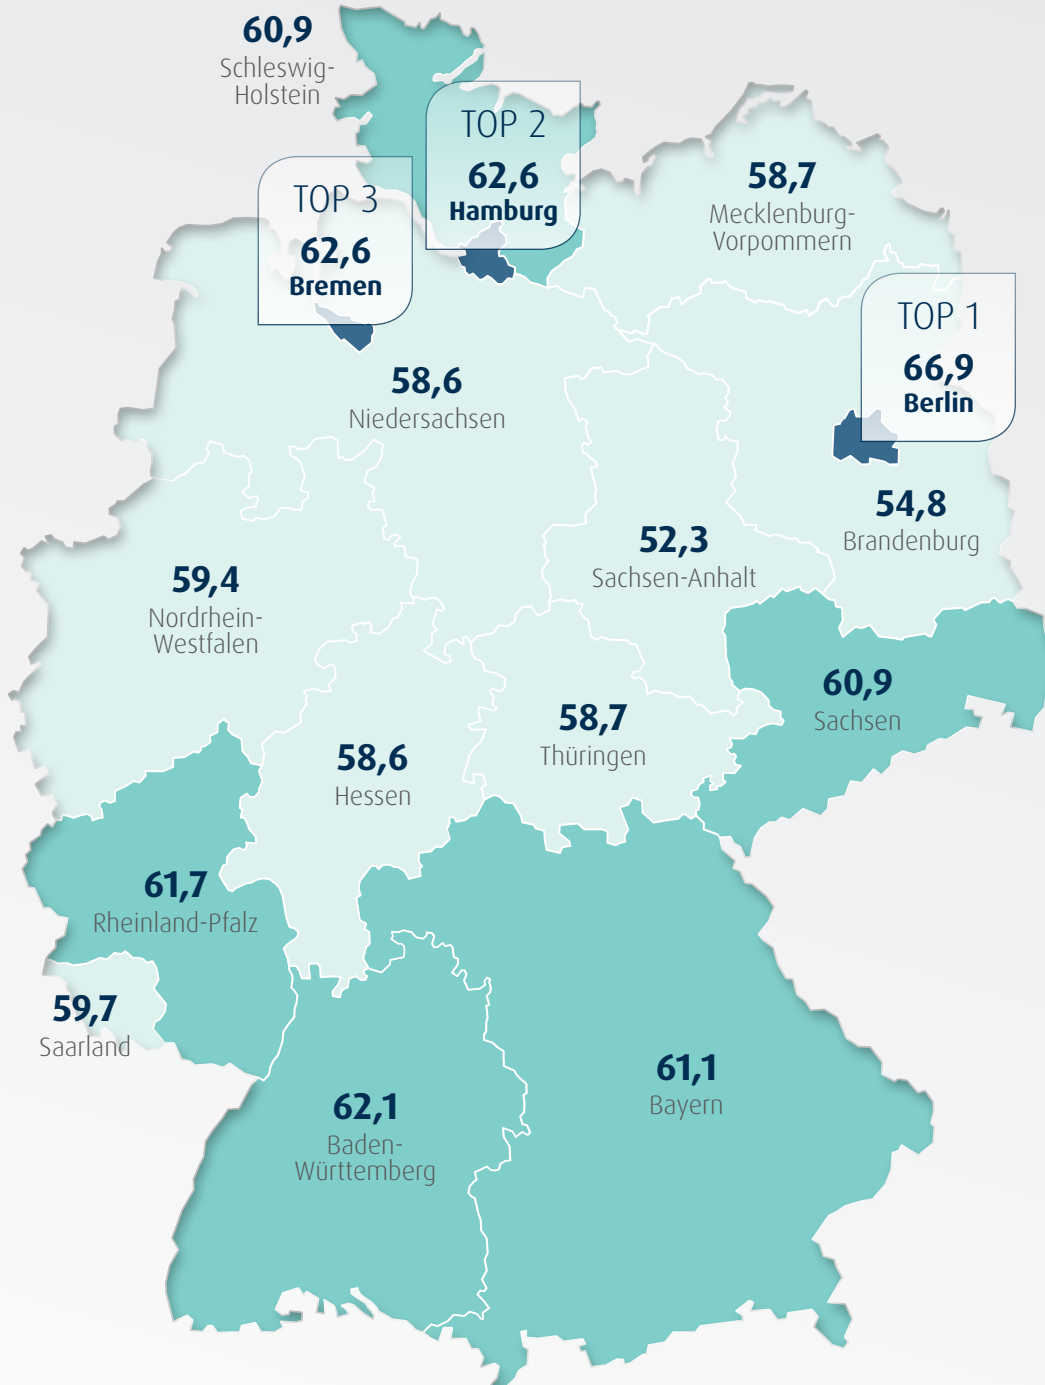 60,9
Schleswig-
Holstein
TOP 2
62,6
Hamburg
TOP 3
62,6
Bremen
58,7
Mecklenburg-
Vorpommern
TOP 1
66,9
Berlin
58,6
Niedersachsen
54,8
Brandenburg
52,3
Sachsen-Anhalt
59,4
Nordrhein-
Westfalen
60,9
Sachsen
58,7
Thüringen
58,6
Hessen
61,7
Rheinland-Pfalz
59,7
Saarland
61,1
Bayern
62,1
Baden-
Württemberg